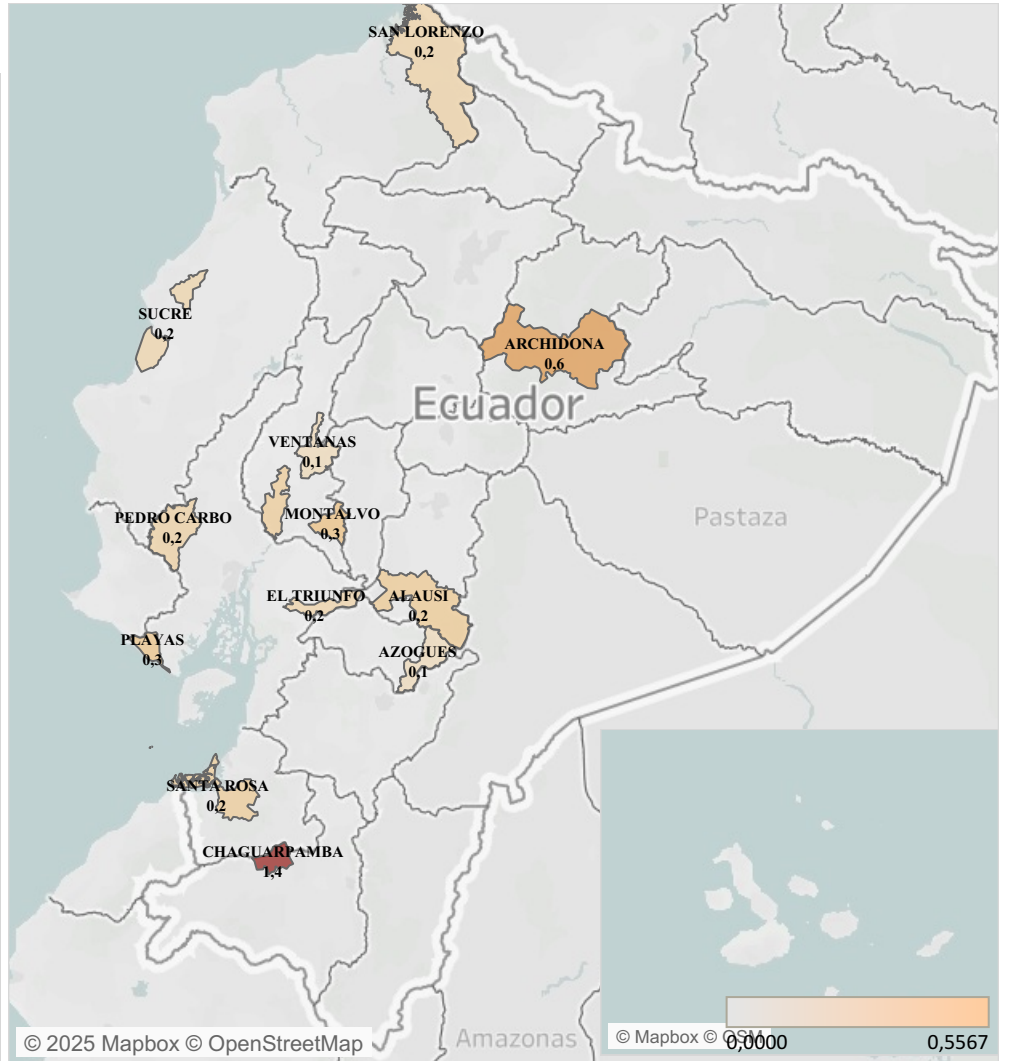 SAN LORENZO
0,2
SUCRE
0,2
ARCHIDONA
0,6
Ecuador
VENTANAS
0,1
PEDRO CARBO
0,2
MONTALVO
0,3
Pastaza
EL TRIUNFO
0,2
ALAUSI
0,2
PLAYAS
0,3
AZOGUES
0,1
SANTA ROSA
0,2
CHAGUARPAMBA
1,4
© 2025 Mapbox © OpenStreetMap
Amazonas
© Mapbox © OSM
0,0000
0,5567